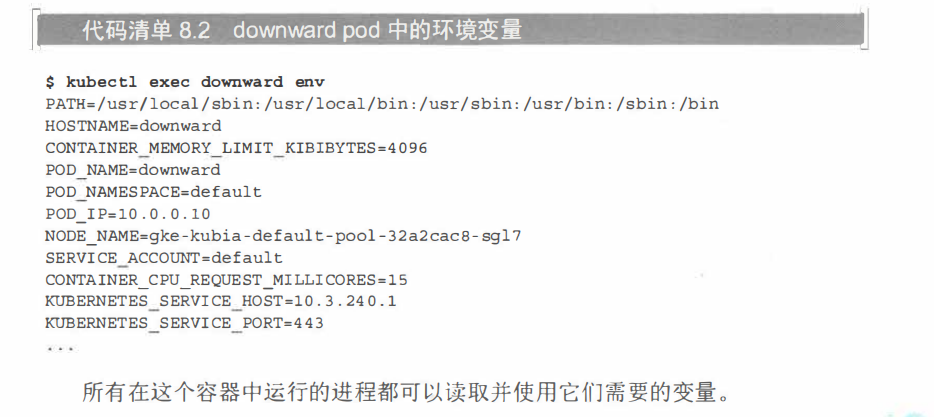 代码清单 8.2 downward pod 中的环境变量
$ kubectl exec downward env
PATH=/usr/local/sbin:/usr/local/bin:/usr/sbin:/usr/bin:/sbin:/bin
HOSTNAME=downward
CONTAINER_MEMORY_LIMIT_KIBIBYTES=4096
POD_NAME=downward
POD_NAMESPACE=default
POD_IP=10.0.0.10
NODE_NAME=gke-kubia-default-pool-32a2cac8-sgl7
SERVICE_ACCOUNT=default
CONTAINER_CPU_REQUEST_MILLICORES=15
KUBERNETES_SERVICE_HOST=10.3.240.1
KUBERNETES_SERVICE_PORT=443
...
所有在这个容器中运行的进程都可以读取并使用它们需要的变量。